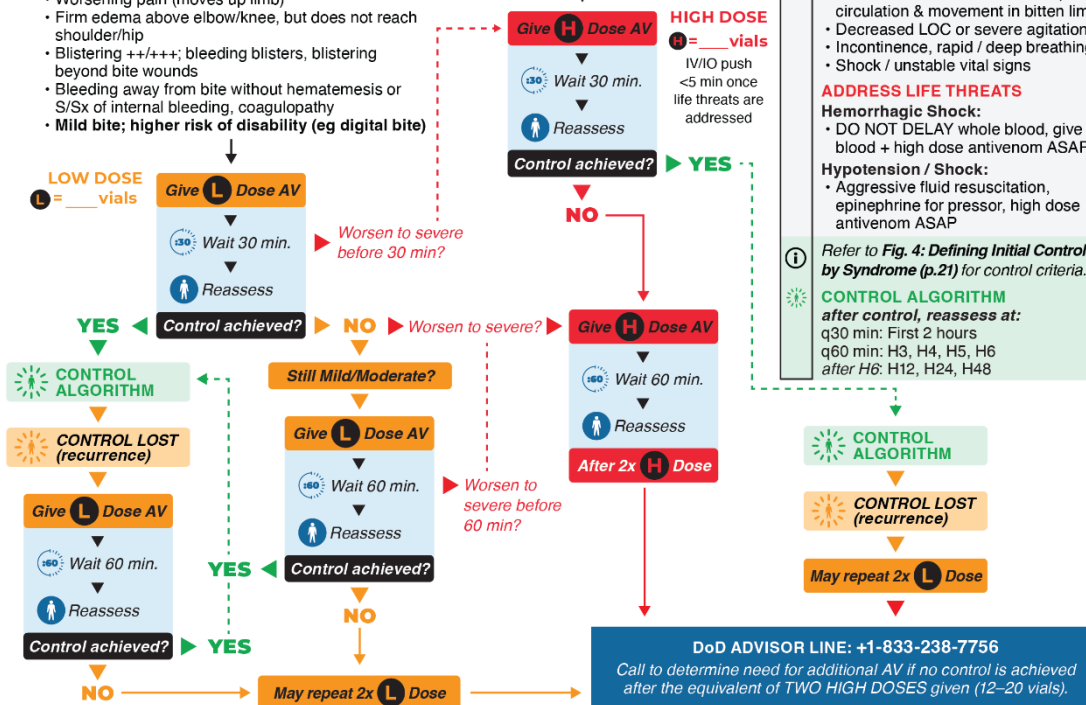 • Worsening pain (moves up limb)
• Firm edema above elbow/knee, but does not reach
shoulder/hip
• Blistering ++/+++; bleeding blisters, blistering
beyond bite wounds
• Bleeding away from bite without hematemesis or
S/Sx of internal bleeding, coagulopathy
• Mild bite; higher risk of disability (eg digital bite)
LOW DOSE
L = ___ vials
Give L Dose AV
:30 Wait 30 min.
Reassess
Control achieved?
Worsen to severe
before 30 min?
Give H Dose AV
:30 Wait 30 min.
Reassess
Control achieved?
YES
NO
HIGH DOSE
H = ___ vials
IV/IO push
<5 min once
life threats are
addressed
circulation & movement in bitten lim
• Decreased LOC or severe agitation
• Incontinence, rapid / deep breathing
• Shock / unstable vital signs
ADDRESS LIFE THREATS
Hemorrhagic Shock:
• DO NOT DELAY whole blood, give
blood + high dose antivenom ASAP
Hypotension / Shock:
• Aggressive fluid resuscitation,
epinephrine for pressor, high dose
antivenom ASAP
Refer to Fig. 4: Defining Initial Control
by Syndrome (p.21) for control criteria.
CONTROL ALGORITHM
after control, reassess at:
q30 min: First 2 hours
q60 min: H3, H4, H5, H6
after H6: H12, H24, H48
YES
NO
Worsen to severe?
Give H Dose AV
:60 Wait 60 min.
Reassess
After 2x H Dose
CONTROL
ALGORITHM
CONTROL LOST
(recurrence)
Give L Dose AV
:60 Wait 60 min.
Reassess
Control achieved?
YES
NO
Still Mild/Moderate?
Give L Dose AV
:60 Wait 60 min.
Reassess
Control achieved?
YES
NO
Worsen to
severe before
60 min?
May repeat 2x L Dose
CONTROL
ALGORITHM
CONTROL LOST
(recurrence)
May repeat 2x L Dose
DoD ADVISOR LINE: +1-833-238-7756
Call to determine need for additional AV if no control is achieved
after the equivalent of TWO HIGH DOSES given (12–20 vials).